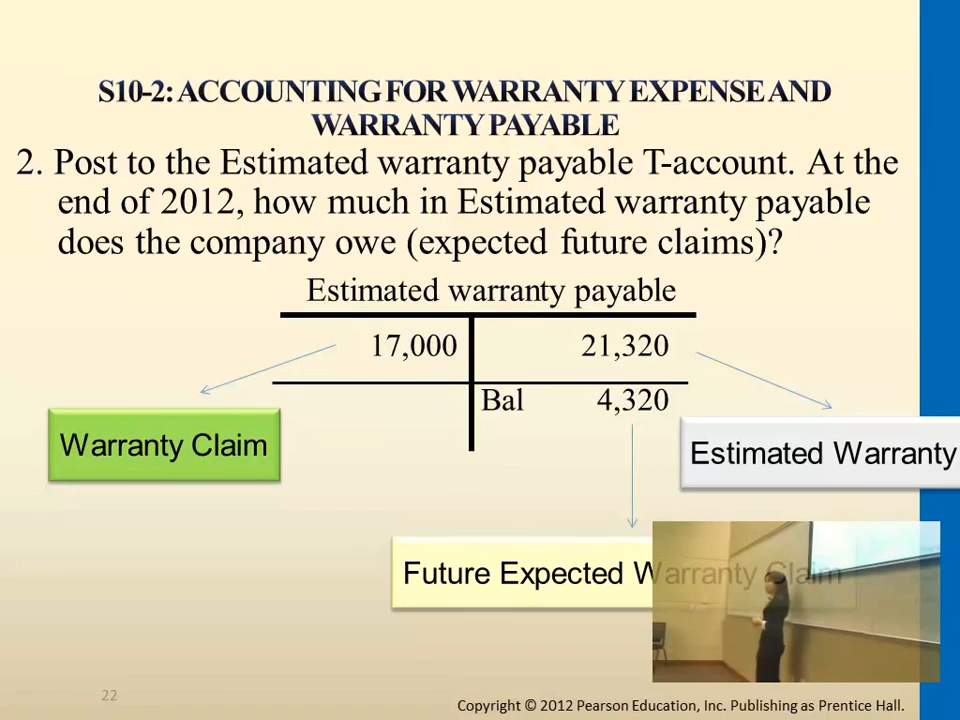 S10-2: ACCOUNTING FOR WARRANTY EXPENSE AND
WARRANTY PAYABLE
2. Post to the Estimated warranty payable T-account. At the
end of 2012, how much in Estimated warranty payable
does the company owe (expected future claims)?
Estimated warranty payable
17,000 21,320
Bal 4,320
Warranty Claim
Estimated Warranty
Future Expected Warranty Claim
22
Copyright © 2012 Pearson Education, Inc. Publishing as Prentice Hall.